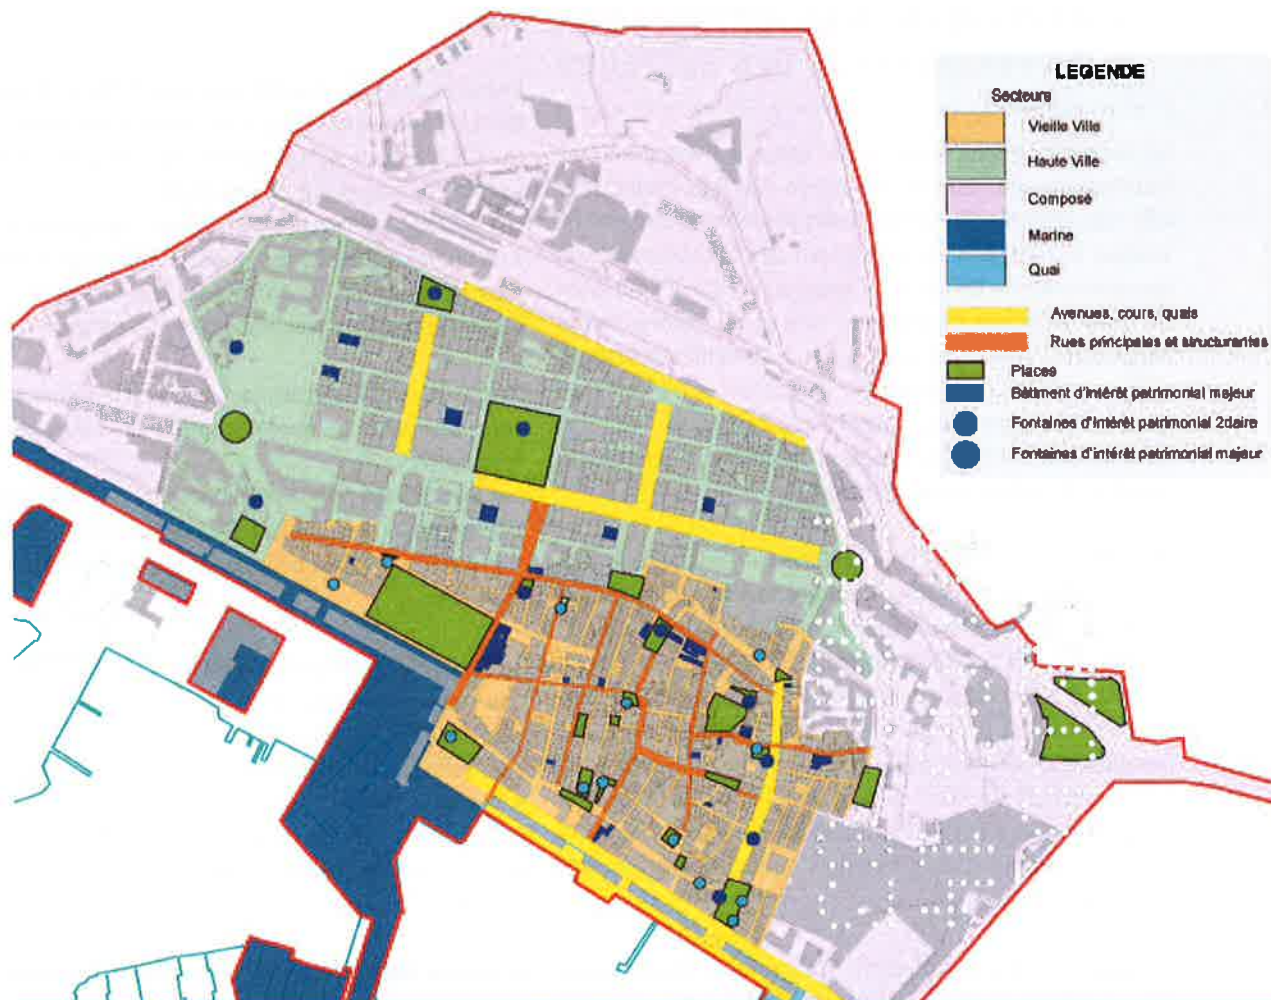 LEGENDE
Secteurs
Vieille Ville
Haute Ville
Composé
Marine
Quai
Avenues, cours, quais
Rues principales et structurantes
Places
Bâtiment d'intérêt patrimonial majeur
Fontaines d'intérêt patrimonial 2daire
Fontaines d'intérêt patrimonial majeur